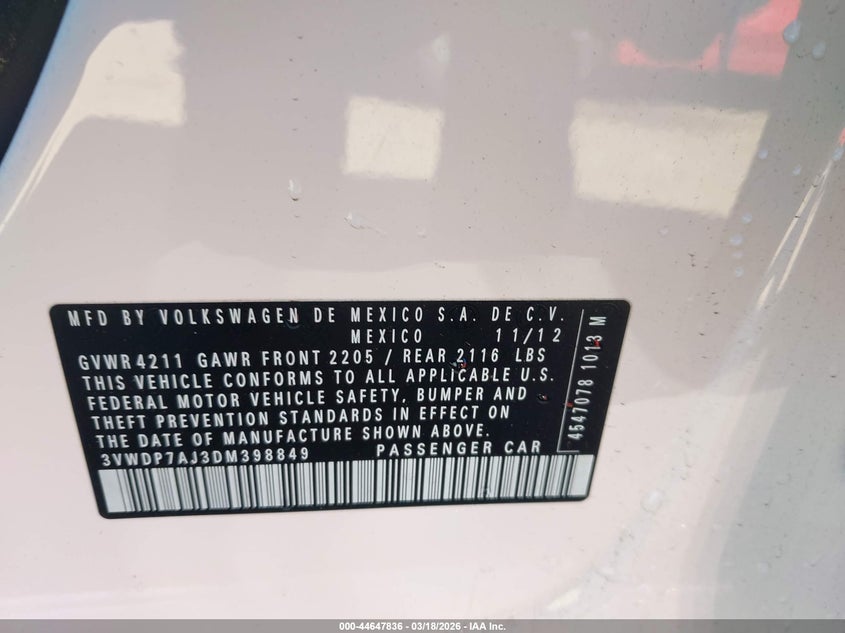 MFD BY VOLKSWAGEN DE MEXICO S.A. DE C.V.
MEXICO 11/12
GVWR 4211 GAWR FRONT 2205 / REAR 2116 LBS
THIS VEHICLE CONFORMS TO ALL APPLICABLE U.S.
FEDERAL MOTOR VEHICLE SAFETY, BUMPER AND
THEFT PREVENTION STANDARDS IN EFFECT ON
THE DATE OF MANUFACTURE SHOWN ABOVE.
3VWDP7AJ3DM398849 PASSENGER CAR
4547078 1013 M
000-44647836 - 03/18/2026 - IAA Inc.